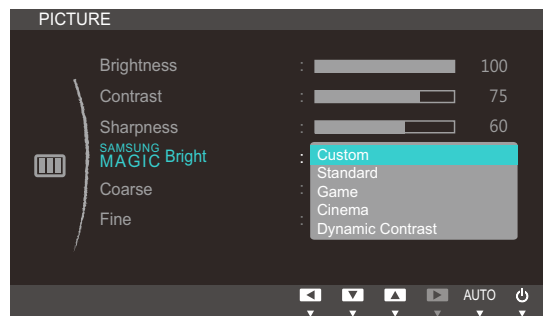 PICTURE
Brightness : 100
Contrast : 75
Sharpness : 60
SAMSUNG MAGIC Bright : Custom
Standard
Coarse : Game
Cinema
Fine : Dynamic Contrast
AUTO